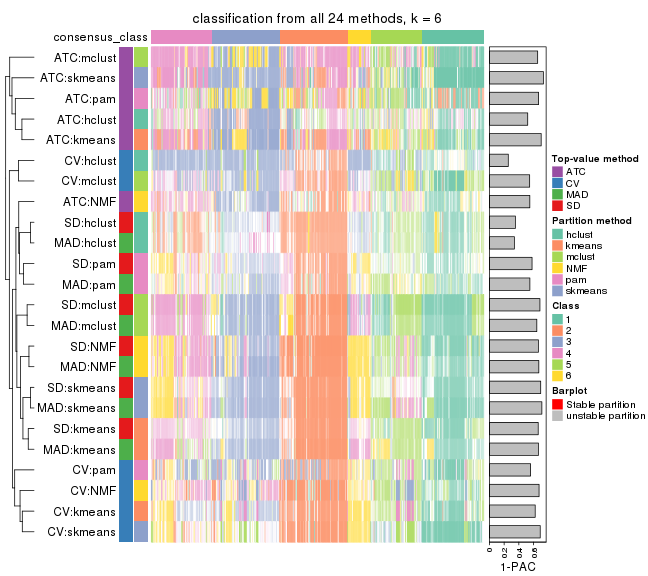 classification from all 24 methods, k = 6
consensus_class
ATC:mclust
ATC:skmeans
ATC:pam
ATC:hclust
ATC:kmeans
CV:hclust
CV:mclust
ATC:NMF
SD:hclust
MAD:hclust
SD:pam
MAD:pam
SD:mclust
MAD:mclust
SD:NMF
MAD:NMF
SD:skmeans
MAD:skmeans
SD:kmeans
MAD:kmeans
CV:pam
CV:NMF
CV:kmeans
CV:skmeans
0 0.2 0.4 0.6
1-PAC
Top-value method
ATC
CV
MAD
SD
Partition method
hclust
kmeans
mclust
NMF
pam
skmeans
Class
1
2
3
4
5
6
Barplot
Stable partition
unstable partition